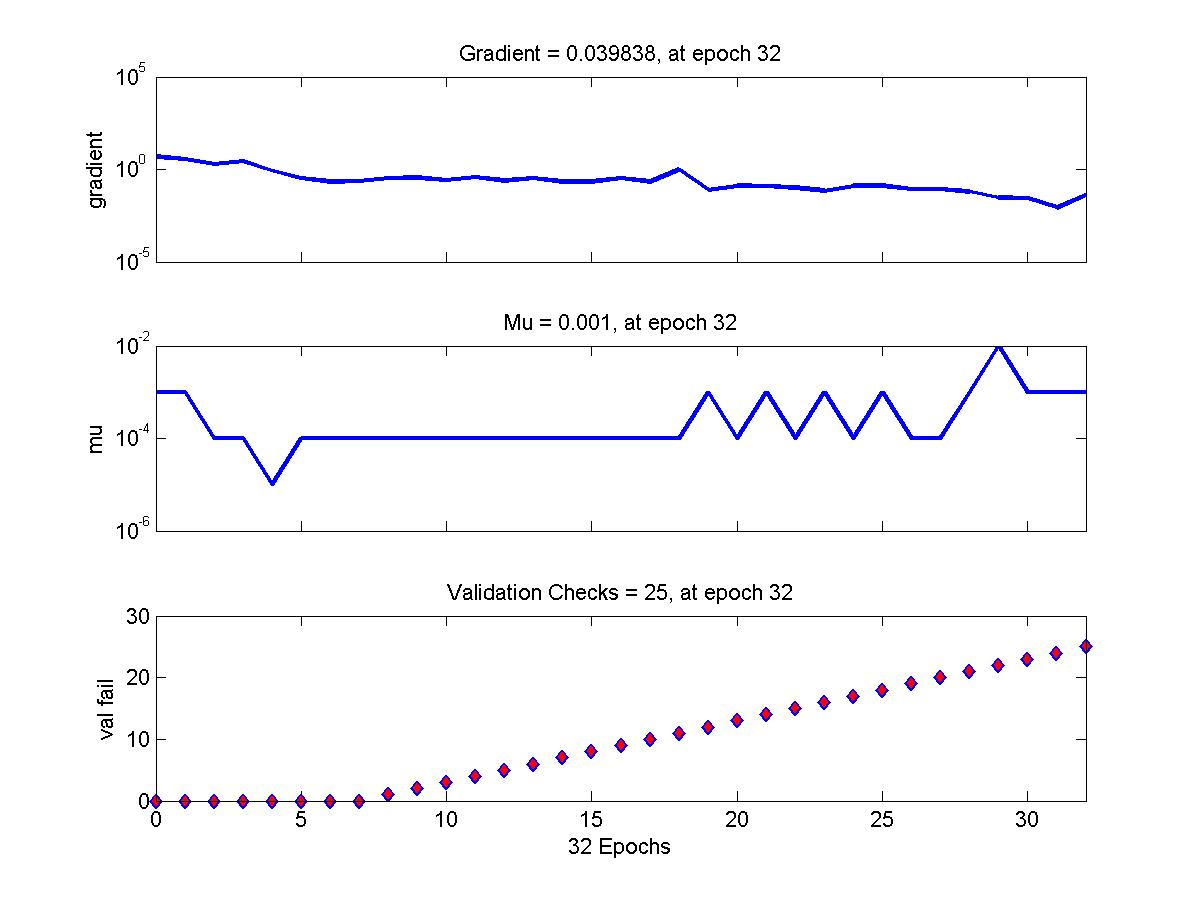 Gradient = 0.039838, at epoch 32
10^5
10^0
10^-5
gradient
Mu = 0.001, at epoch 32
10^-2
10^-4
10^-6
mu
Validation Checks = 25, at epoch 32
30
20
10
0
val fail
0 5 10 15 20 25 30
32 Epochs